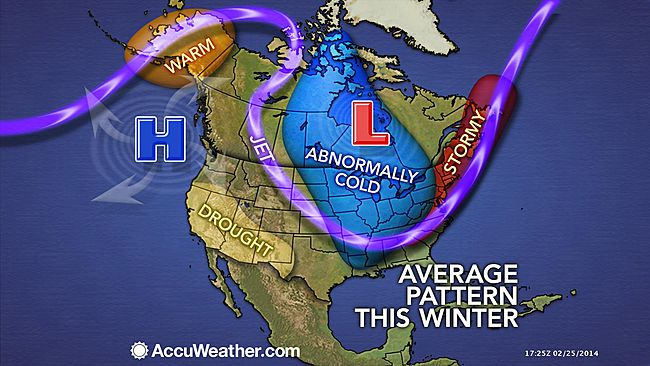 WARM
H
JET
L
ABNORMALLY
COLD
STORMY
DROUGHT
AVERAGE
PATTERN
THIS WINTER
AccuWeather.com
17:25Z 02/25/2014